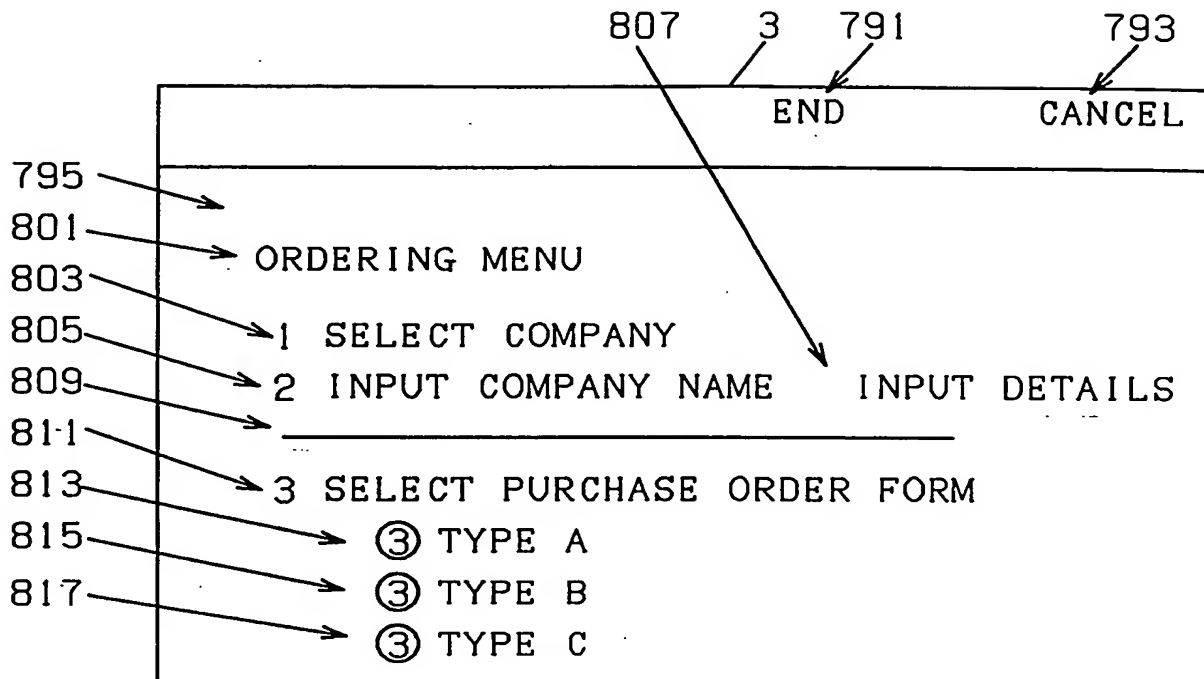 807 3 791 793
END CANCEL
795
801 ORDERING MENU
803 1 SELECT COMPANY
805 2 INPUT COMPANY NAME INPUT DETAILS
809
811 3 SELECT PURCHASE ORDER FORM
813 ③ TYPE A
815 ③ TYPE B
817 ③ TYPE C